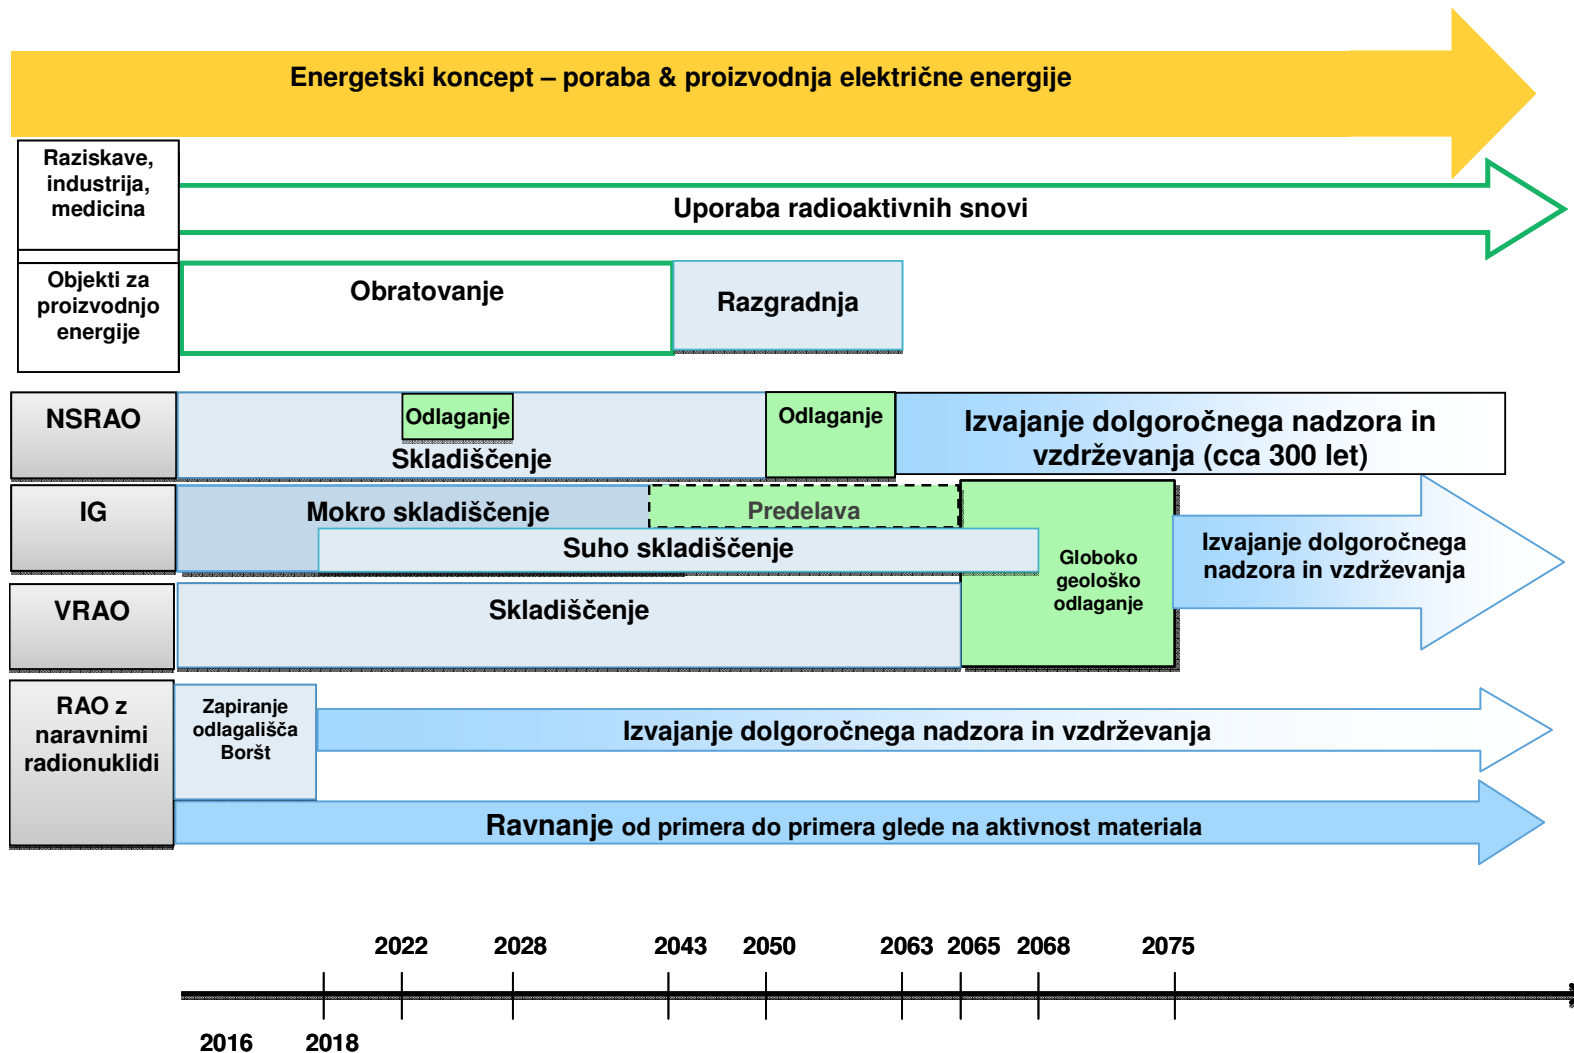 Energetski koncept – poraba & proizvodnja električne energije
Raziskave,
industrija,
medicina
Uporaba radioaktivnih snovi
Objekti za
proizvodnjo
energije
Obratovanje
Razgradnja
NSRAO
Odlaganje
Skladiščenje
Odlaganje
Izvajanje dolgoročnega nadzora in
vzdrževanja (cca 300 let)
IG
Mokro skladiščenje
Predelava
Suho skladiščenje
Globoko
geološko
odlaganje
Izvajanje dolgoročnega
nadzora in vzdrževanja
VRAO
Skladiščenje
RAO z
naravnimi
radionuklidi
Zapiranje
odlagališča
Boršt
Izvajanje dolgoročnega nadzora in vzdrževanja
Ravnanje od primera do primera glede na aktivnost materiala
2022 2028 2043 2050 2063 2065 2068 2075
2016 2018